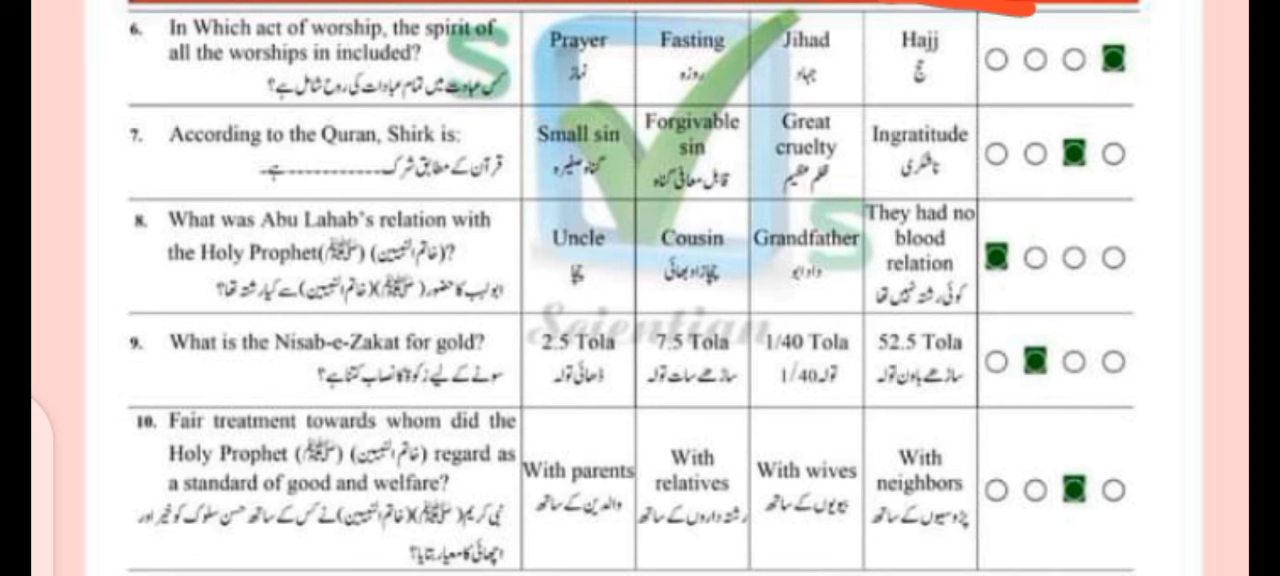 6. In Which act of worship, the spirit of
all the worships in included?
کس عبادت میں تمام عبادات کی روح شامل ہے؟
Prayer
نماز
Fasting
روزہ
Jihad
جہاد
Hajj
حج
7. According to the Quran, Shirk is:
قرآن کے مطابق شرک ------------ ہے۔
Small sin
گناہ صغیرہ
Forgivable
sin
قابل معافی گناہ
Great
cruelty
ظلم عظیم
Ingratitude
ناشکری
8. What was Abu Lahab's relation with
the Holy Prophet(ﷺ) (خاتم النبیین)?
ابولہب کا حضور(ﷺ)(خاتم النبیین) سے کیا رشتہ تھا؟
Uncle
چچا
Cousin
چچازاد بھائی
Grandfather
دادا ابو
They had no
blood
relation
کوئی رشتہ نہیں تھا
9. What is the Nisab-e-Zakat for gold?
سونے کے لیے زکوٰۃ کا نصاب کتنا ہے؟
2.5 Tola
ڈھائی تولہ
7.5 Tola
ساڑھے سات تولہ
1/40 Tola
1/40 تولہ
52.5 Tola
ساڑھے باون تولہ
10. Fair treatment towards whom did the
Holy Prophet (ﷺ) (خاتم النبیین) regard as
a standard of good and welfare?
نبی کریم(ﷺ)(خاتم النبیین) نے کس کے ساتھ حسن سلوک کو خیر اور
اچھائی کا معیار بتایا؟
With parents
والدین کے ساتھ
With
relatives
رشتہ داروں کے ساتھ
With wives
بیویوں کے ساتھ
With
neighbors
پڑوسیوں کے ساتھ
S
S
Scientian